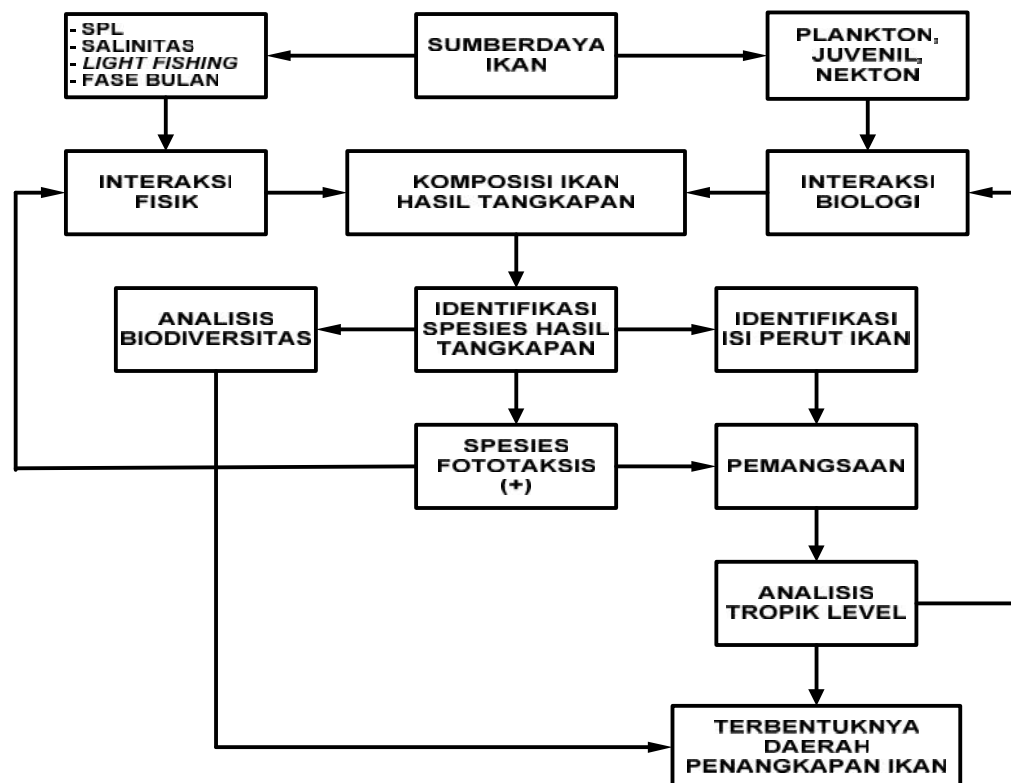 - SPL
- SALINITAS
- LIGHT FISHING
- FASE BULAN
SUMBERDAYA
IKAN
PLANKTON,
JUVENIL,
NEKTON
INTERAKSI
FISIK
KOMPOSISI IKAN
HASIL TANGKAPAN
INTERAKSI
BIOLOGI
ANALISIS
BIODIVERSITAS
IDENTIFIKASI
SPESIES HASIL
TANGKAPAN
IDENTIFIKASI
ISI PERUT IKAN
SPESIES
FOTOTAKSIS
(+)
PEMANGSAAN
ANALISIS
TROPIK LEVEL
TERBENTUKNYA
DAERAH
PENANGKAPAN IKAN